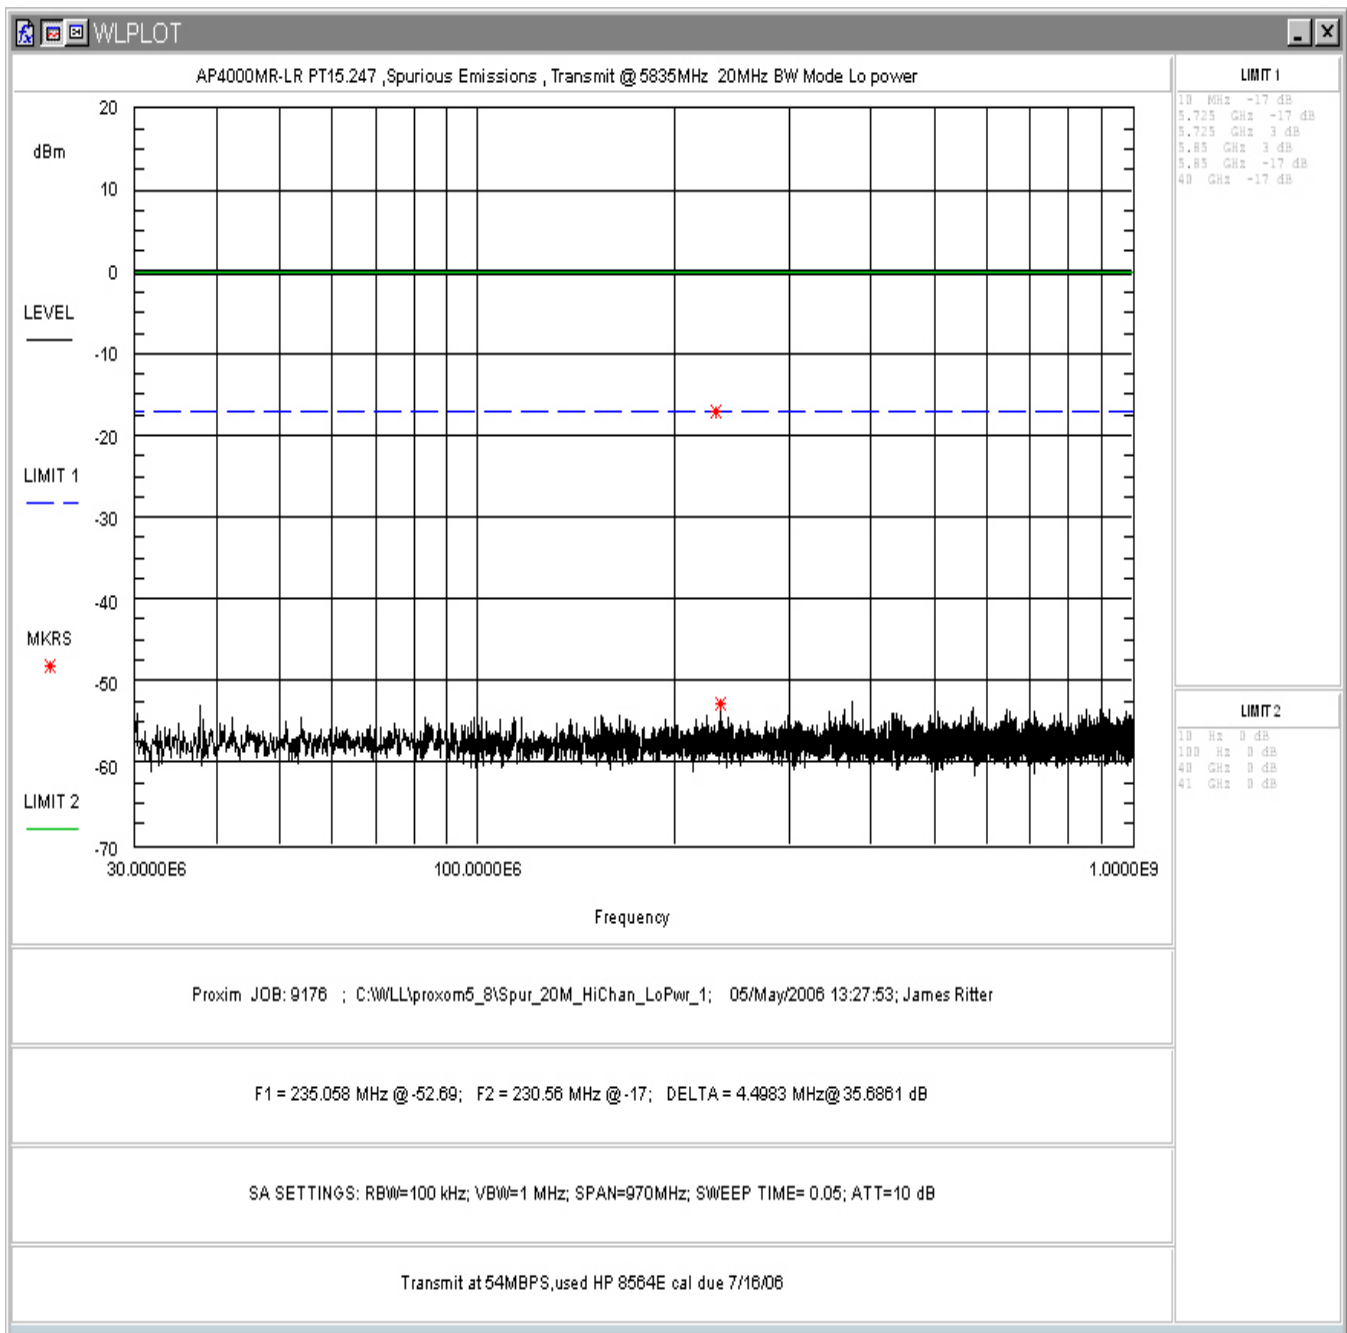 WLPLOT
AP4000MR-LR PT15.247 ,Spurious Emissions , Transmit @ 5835MHz 20MHz BW Mode Lo power
20
dBm
10
0
LEVEL
-10
-20
LIMIT 1
-30
-40
MKRS
-50
-60
LIMIT 2
-70
30.0000E6
100.0000E6
1.0000E9
Frequency
LIMIT 1
10 MHz -17 dB
5.725 GHz -17 dB
5.725 GHz 3 dB
5.85 GHz 3 dB
5.85 GHz -17 dB
40 GHz -17 dB
LIMIT 2
10 Hz 0 dB
100 Hz 0 dB
40 GHz 0 dB
41 GHz 0 dB
Proxim JOB: 9176 ; C:\WLL\proxom5_8\Spur_20M_HiChan_LoPwr_1; 05/May/2006 13:27:53; James Ritter
F1 = 235.058 MHz @ -52.69; F2 = 230.56 MHz @ -17; DELTA = 4.4983 MHz@ 35.6861 dB
SA SETTINGS: RBW=100 kHz; VBW=1 MHz; SPAN=970MHz; SWEEP TIME= 0.05; ATT=10 dB
Transmit at 54MBPS,used HP 8564E cal due 7/16/06